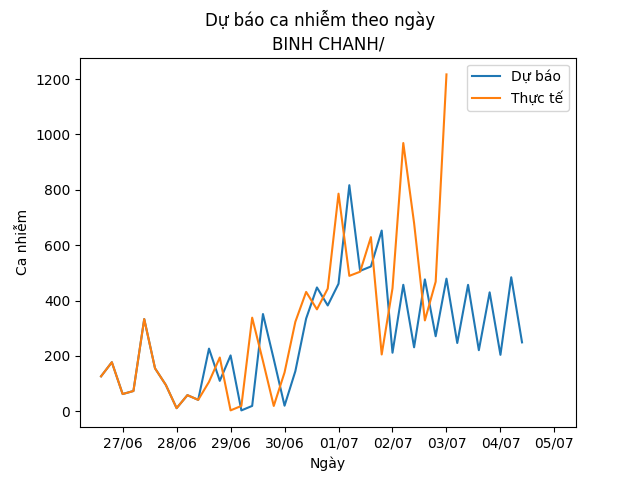 Dự báo ca nhiễm theo ngày
BINH CHANH/
Dự báo
Thực tế
Ca nhiễm
1200
1000
800
600
400
200
0
27/06 28/06 29/06 30/06 01/07 02/07 03/07 04/07 05/07
Ngày